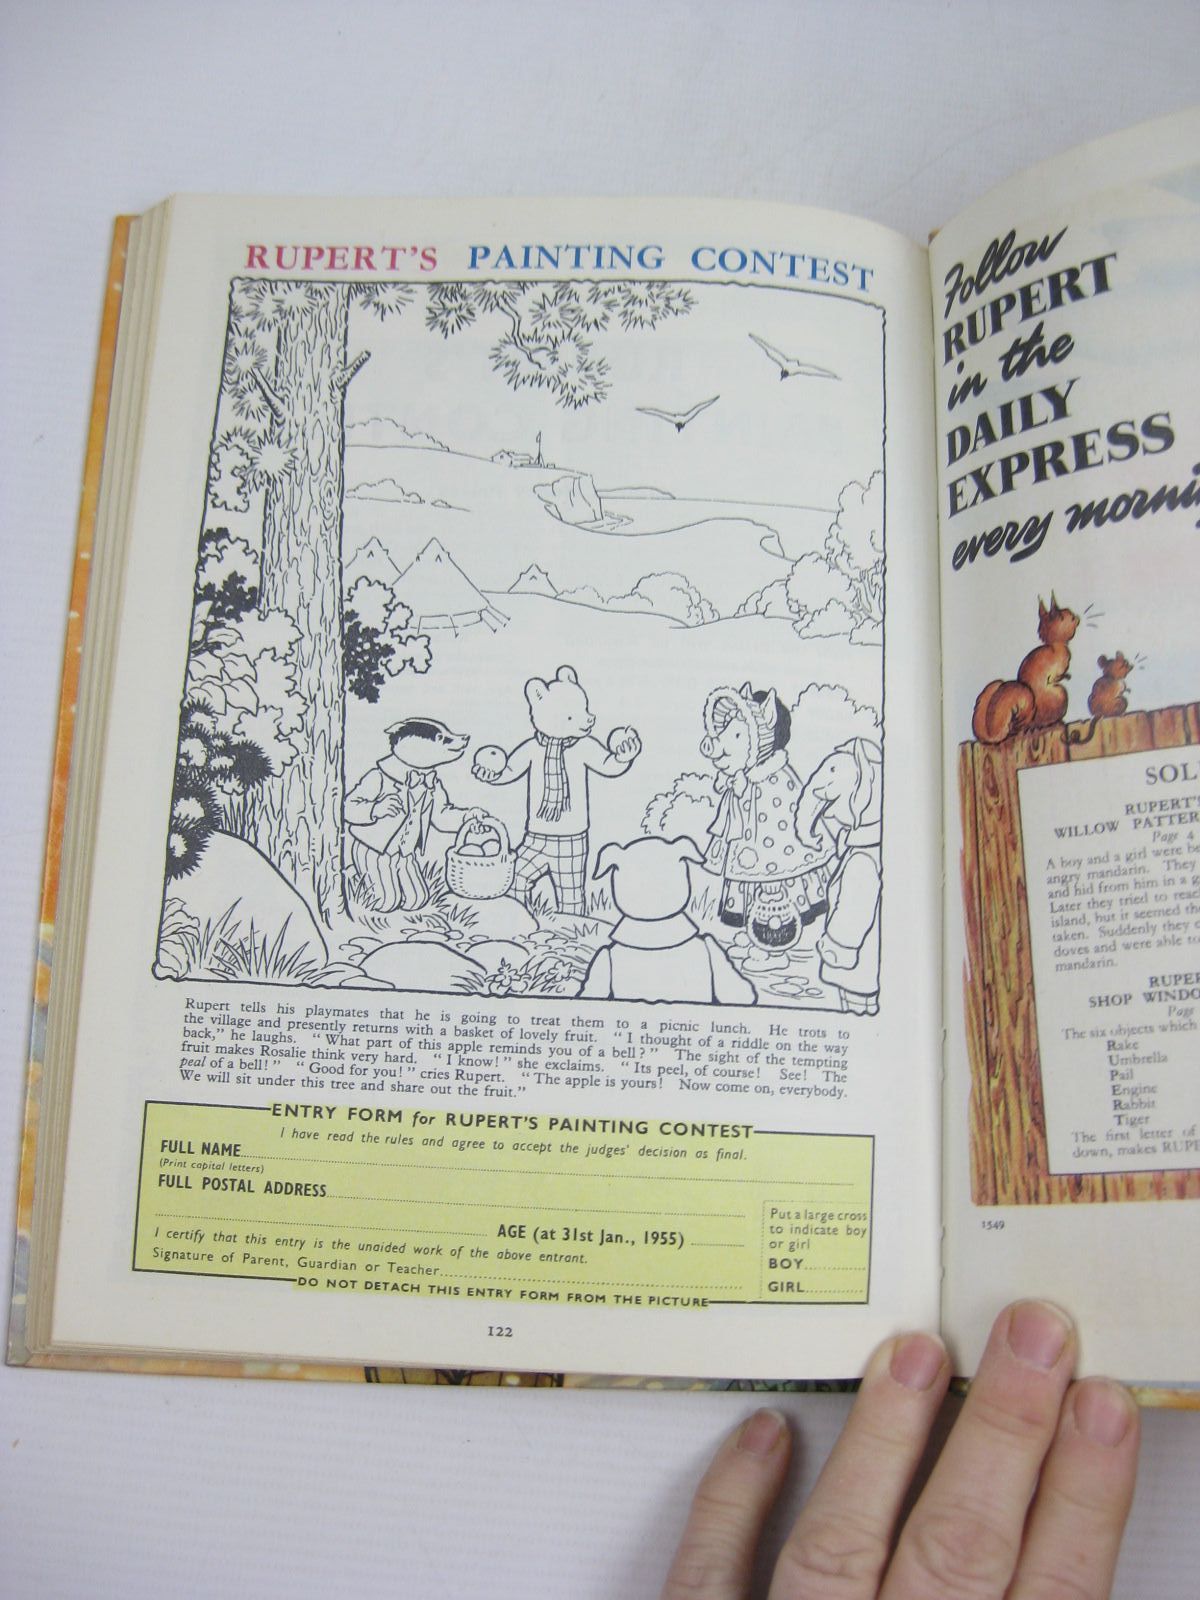 RUPERT'S PAINTING CONTEST
Rupert tells his playmates that he is going to treat them to a picnic lunch. He trots to
the village and presently returns with a basket of lovely fruit. "I thought of a riddle on the way
back," he laughs. "What part of this apple reminds you of a bell?" The sight of the tempting
fruit makes Rosalie think very hard. "I know!" she exclaims. "Its peel, of course! See! The
peal of a bell!" "Good for you!" cries Rupert. "The apple is yours! Now come on, everybody.
We will sit under this tree and share out the fruit."
ENTRY FORM for RUPERT'S PAINTING CONTEST
I have read the rules and agree to accept the judges' decision as final.
FULL NAME
(Print capital letters)
FULL POSTAL ADDRESS
AGE (at 31st Jan., 1955)
I certify that this entry is the unaided work of the above entrant.
Signature of Parent, Guardian or Teacher
Put a large cross
to indicate boy
or girl
BOY
GIRL
DO NOT DETACH THIS ENTRY FORM FROM THE PICTURE
122
Follow
RUPERT
in the
DAILY
EXPRESS
every
SOL
RUPERT'S
WILLOW PATTER
Page 4
A boy and a girl were be
angry mandarin. They
and hid from him in a g
Later they tried to reac
island, but it seemed the
taken. Suddenly they c
doves and were able to
mandarin.
RUPER
SHOP WINDO
Page
The six objects which
Rake
Umbrella
Pail
Engine
Rabbit
Tiger
The first letter of
down, makes RUPE
1549